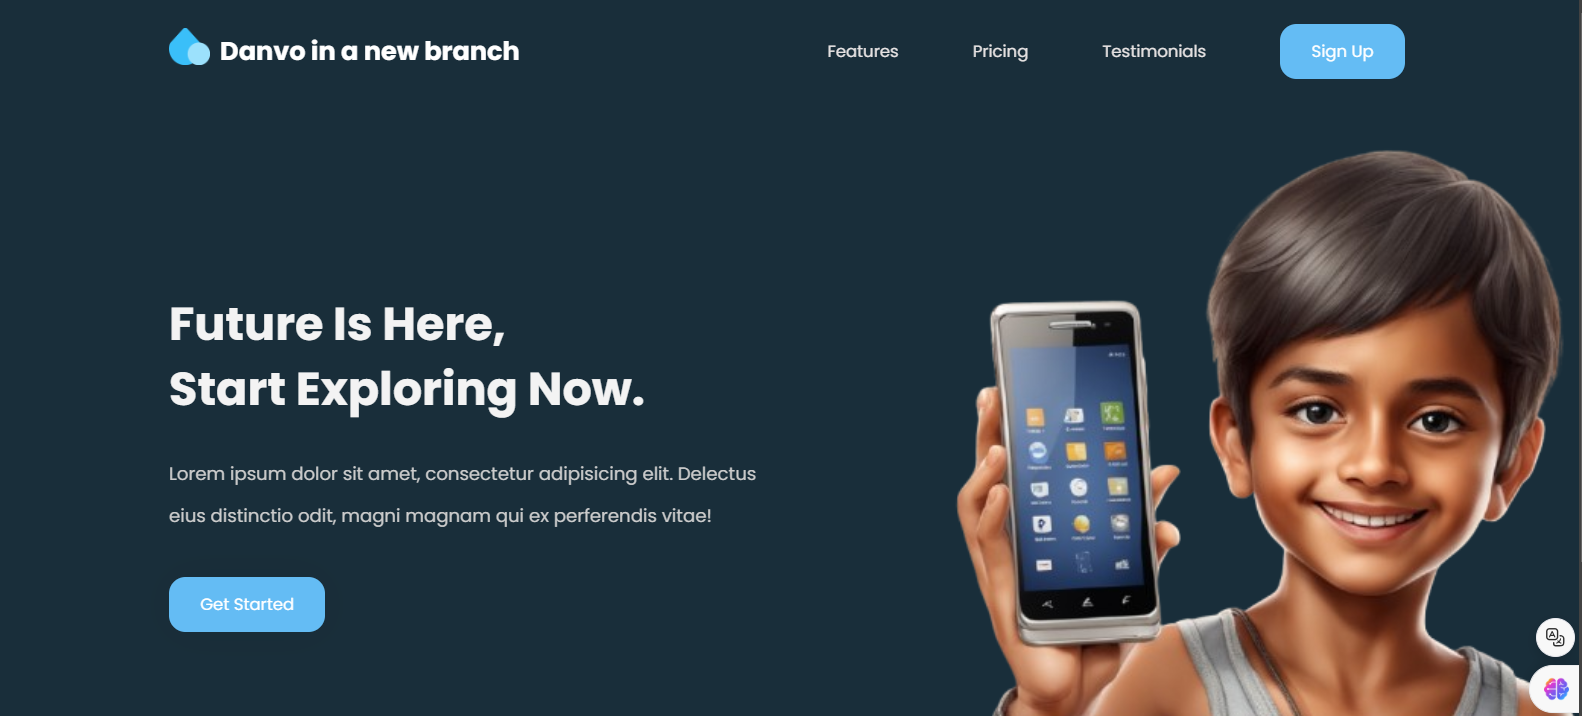 Danvo in a new branch
Features
Pricing
Testimonials
Sign Up
Future Is Here,
Start Exploring Now.
Lorem ipsum dolor sit amet, consectetur adipisicing elit. Delectus
eius distinctio odit, magni magnam qui ex perferendis vitae!
Get Started